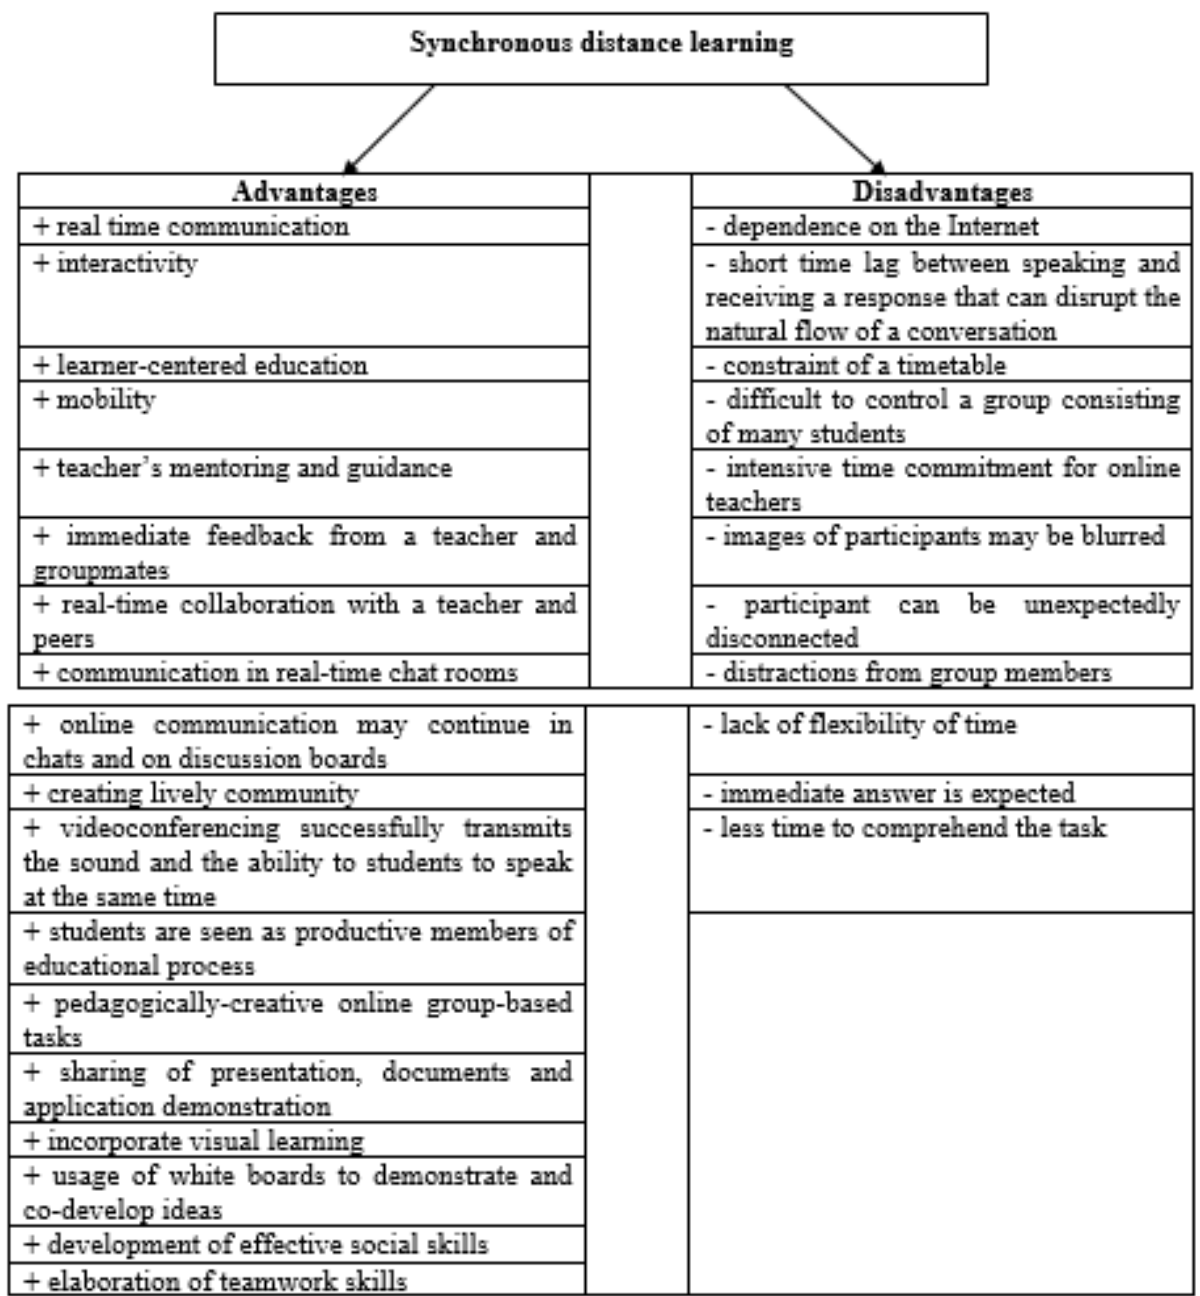 Synchronous distance learning
Advantages
Disadvantages
+ real time communication
- dependence on the Internet
+ interactivity
- short time lag between speaking and
receiving a response that can disrupt the
natural flow of a conversation
+ learner-centered education
- constraint of a timetable
+ mobility
- difficult to control a group consisting
of many students
+ teacher's mentoring and guidance
- intensive time commitment for online
teachers
+ immediate feedback from a teacher and
groupmates
- images of participants may be blurred
+ real-time collaboration with a teacher and
peers
- participant can be unexpectedly
disconnected
+ communication in real-time chat rooms
- distractions from group members
+ online communication may continue in
chats and on discussion boards
- lack of flexibility of time
+ creating lively community
- immediate answer is expected
+ videoconferencing successfully transmits
the sound and the ability to students to speak
at the same time
- less time to comprehend the task
+ students are seen as productive members of
educational process
+ pedagogically-creative online group-based
tasks
+ sharing of presentation, documents and
application demonstration
+ incorporate visual learning
+ usage of white boards to demonstrate and
co-develop ideas
+ development of effective social skills
+ elaboration of teamwork skills